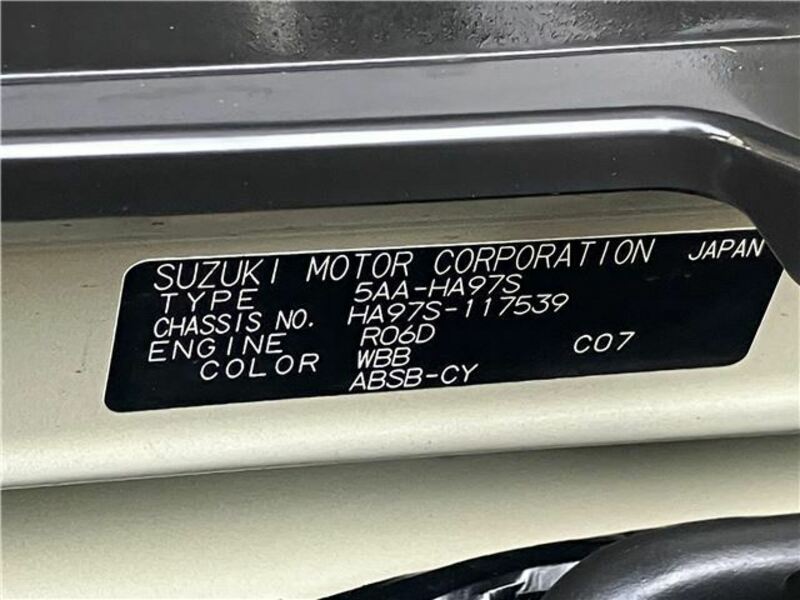 SUZUKI MOTOR CORPORATION JAPAN
TYPE 5AA-HA97S
CHASSIS NO. HA97S-117539
ENGINE R06D
COLOR WBB C07
ABSB-CY